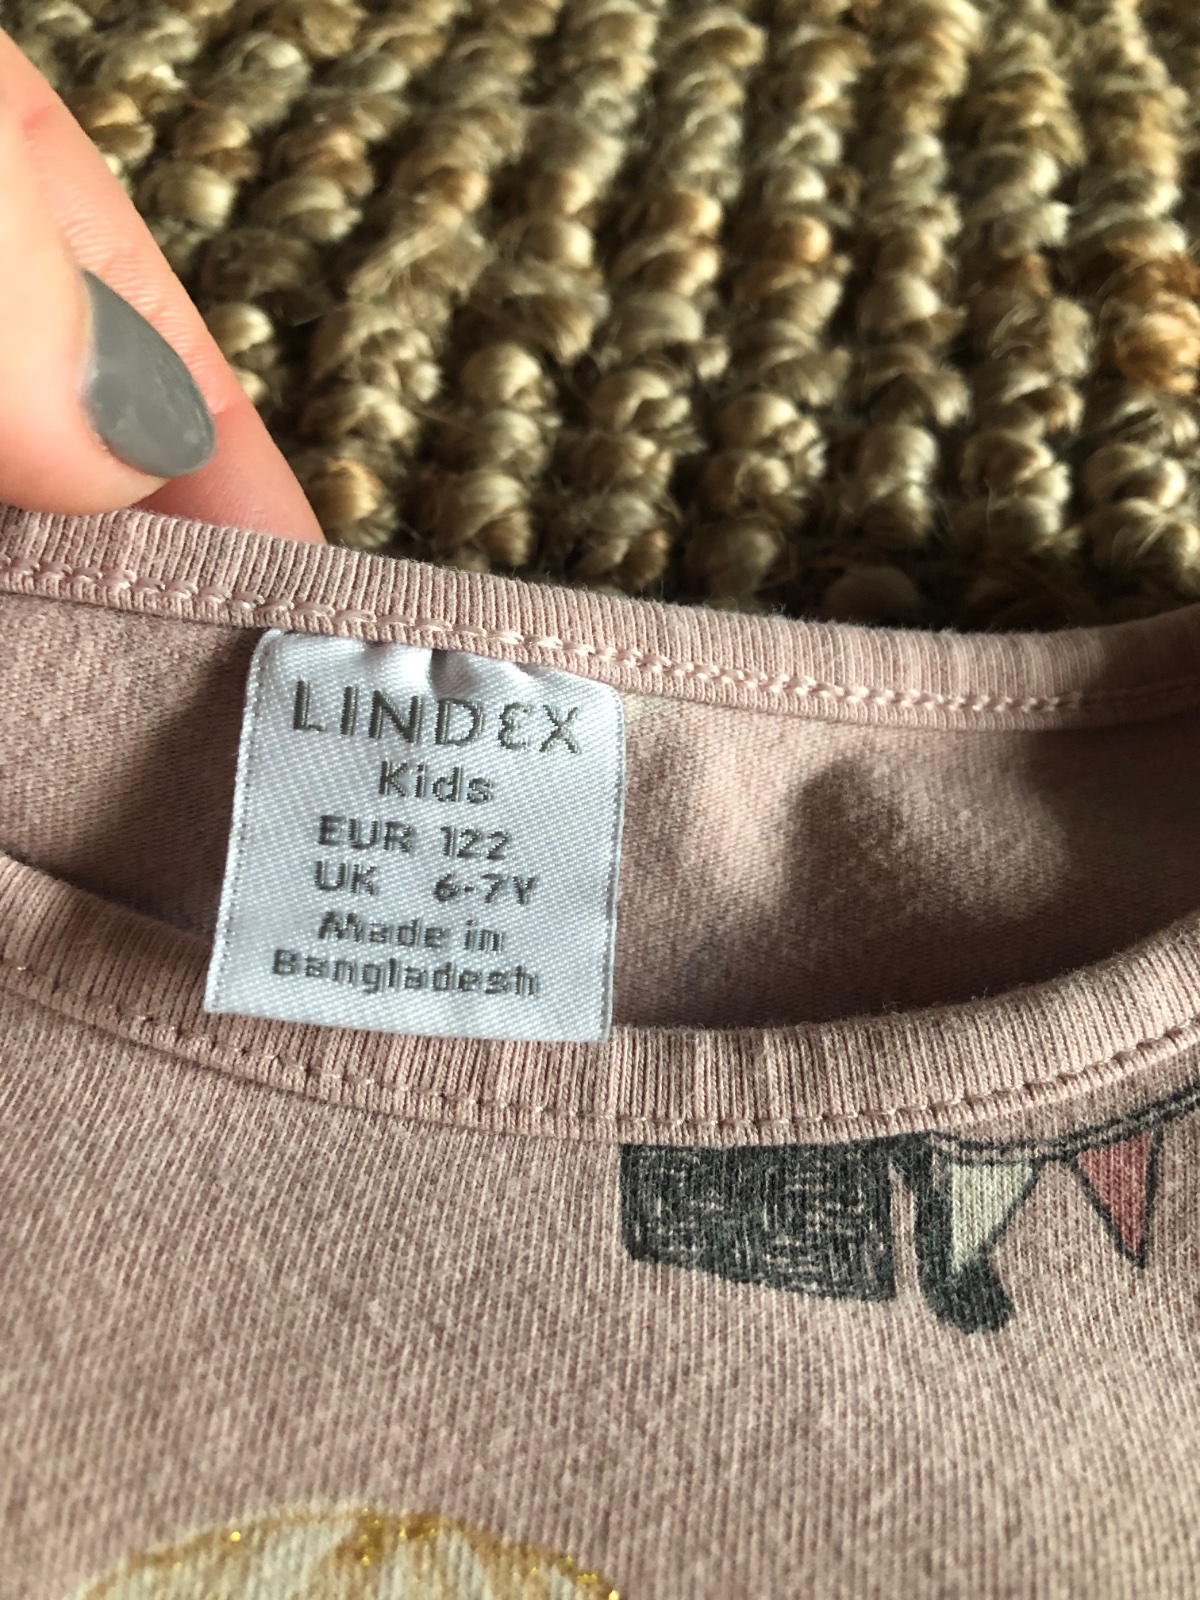 LINDEX
Kids
EUR 122
UK 6-7Y
Made in
Bangladesh